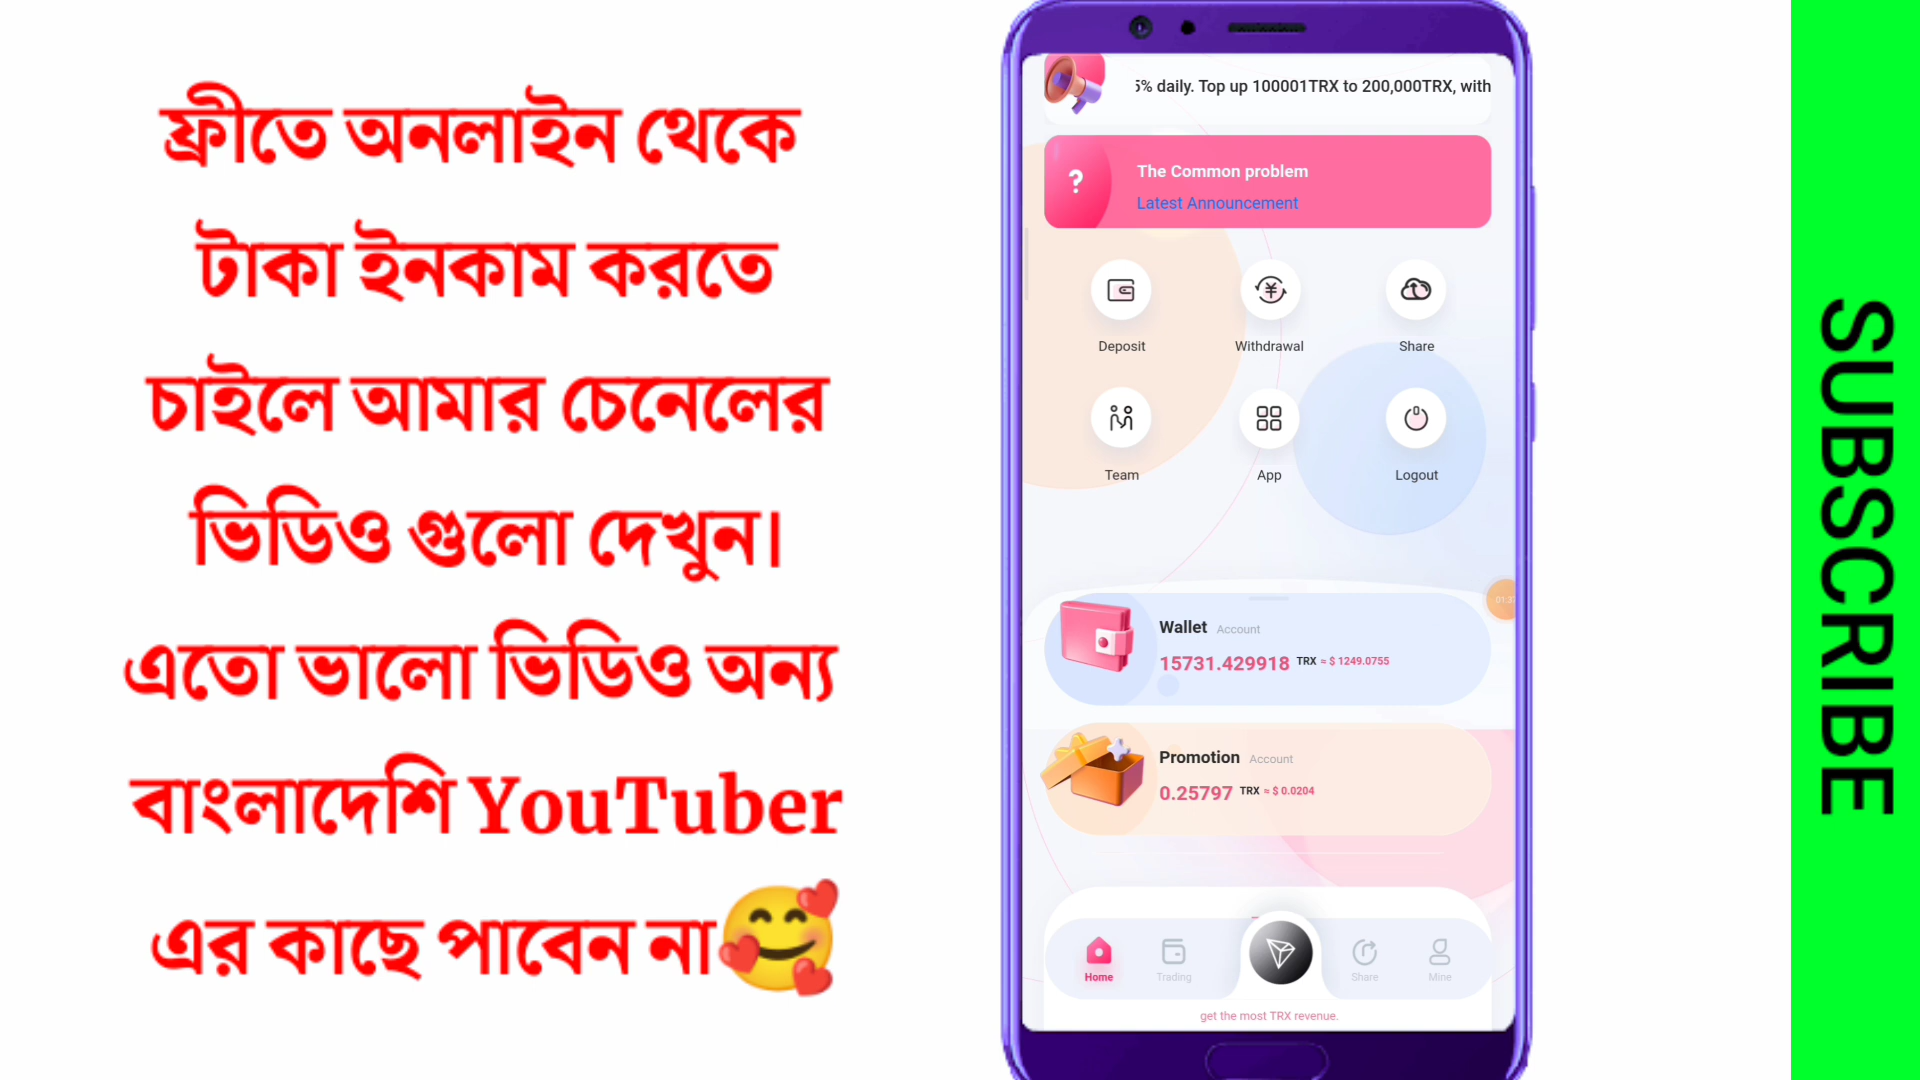 ফ্রীতে অনলাইন থেকে
টাকা ইনকাম করতে
চাইলে আমার চেনেলের
ভিডিও গুলো দেখুন।
এতো ভালো ভিডিও অন্য
বাংলাদেশি YouTuber
এর কাছে পাবেন না🥰
5% daily. Top up 100001TRX to 200,000TRX, with
?
The Common problem
Latest Announcement
Deposit
Withdrawal
Share
Team
App
Logout
Wallet Account
15731.429918 TRX ≈ $ 1249.0755
Promotion Account
0.25797 TRX ≈ $ 0.0204
Home
Trading
Share
Mine
get the most TRX revenue.
SUBSCRIBE